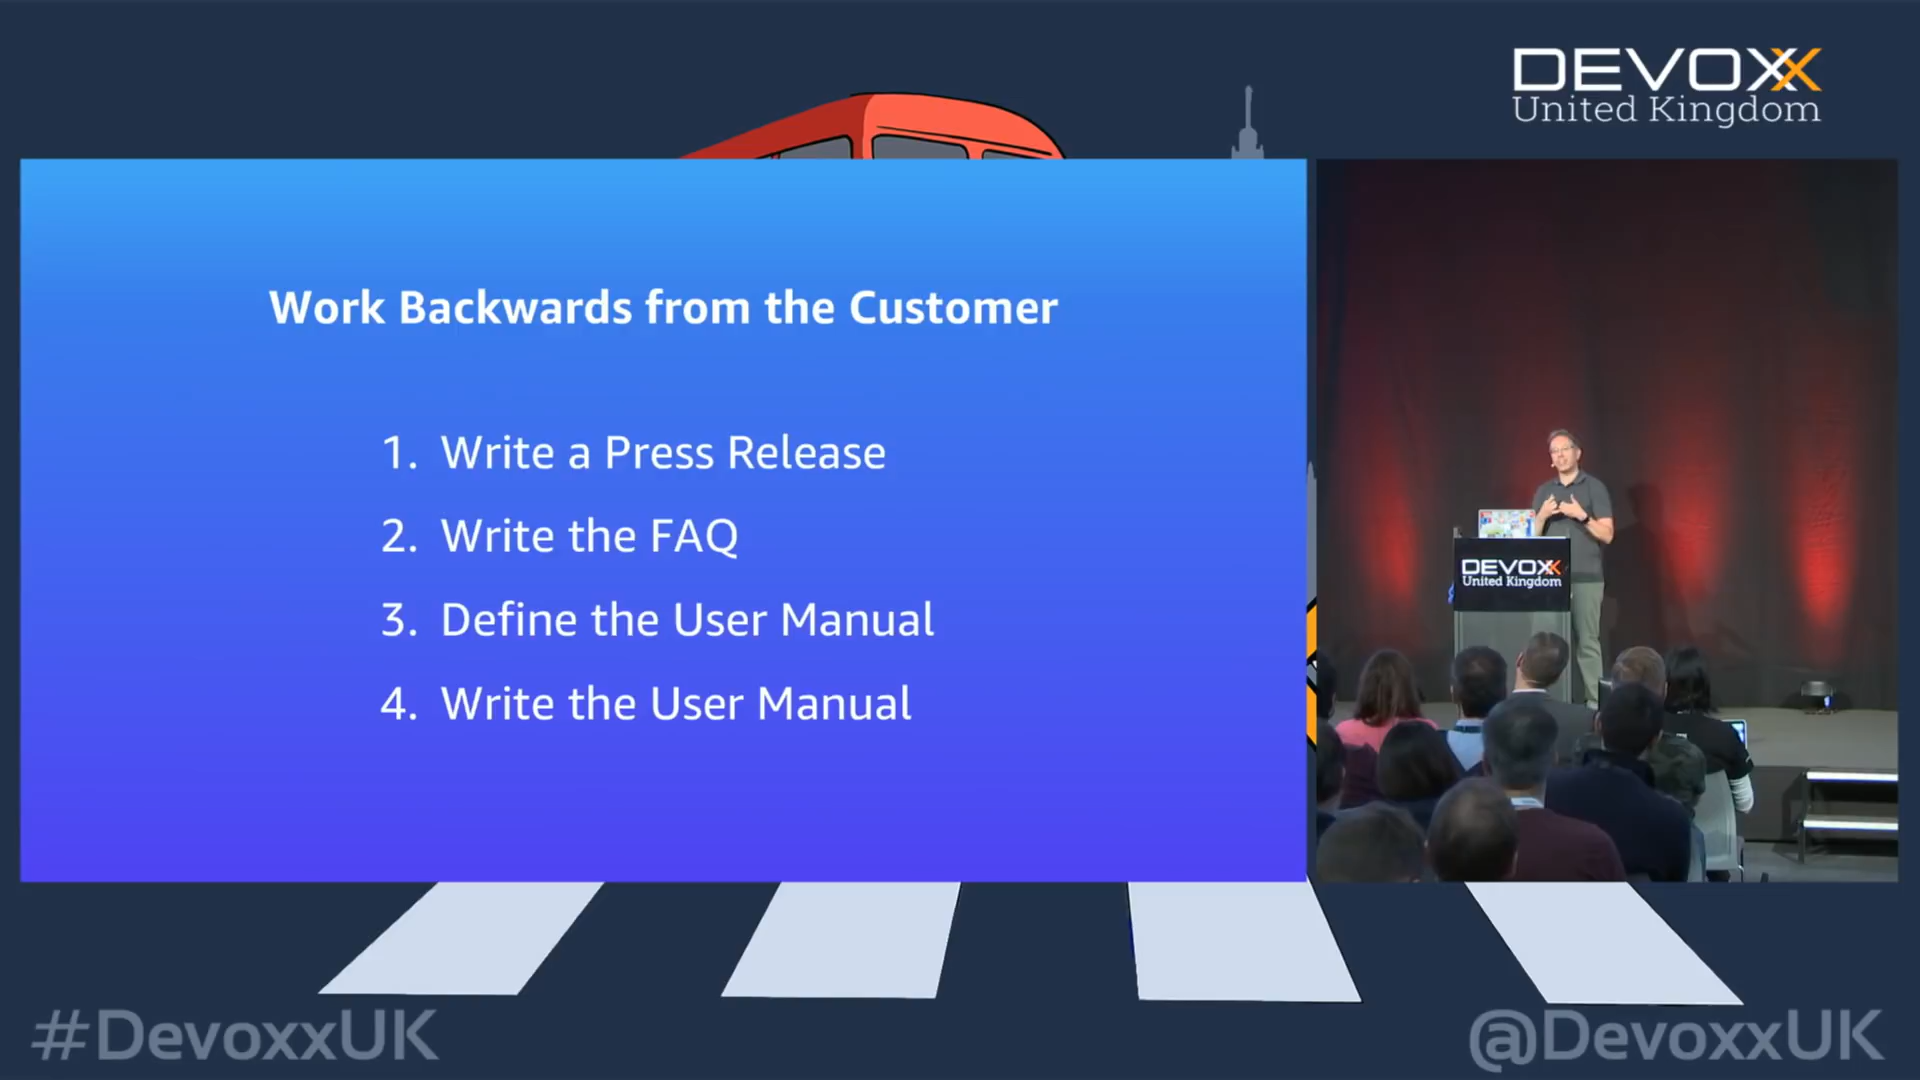 DEVOXX
United Kingdom
Work Backwards from the Customer
1. Write a Press Release
2. Write the FAQ
3. Define the User Manual
4. Write the User Manual
DEVOXX
United Kingdom
#DevoxxUK
@DevoxxUK